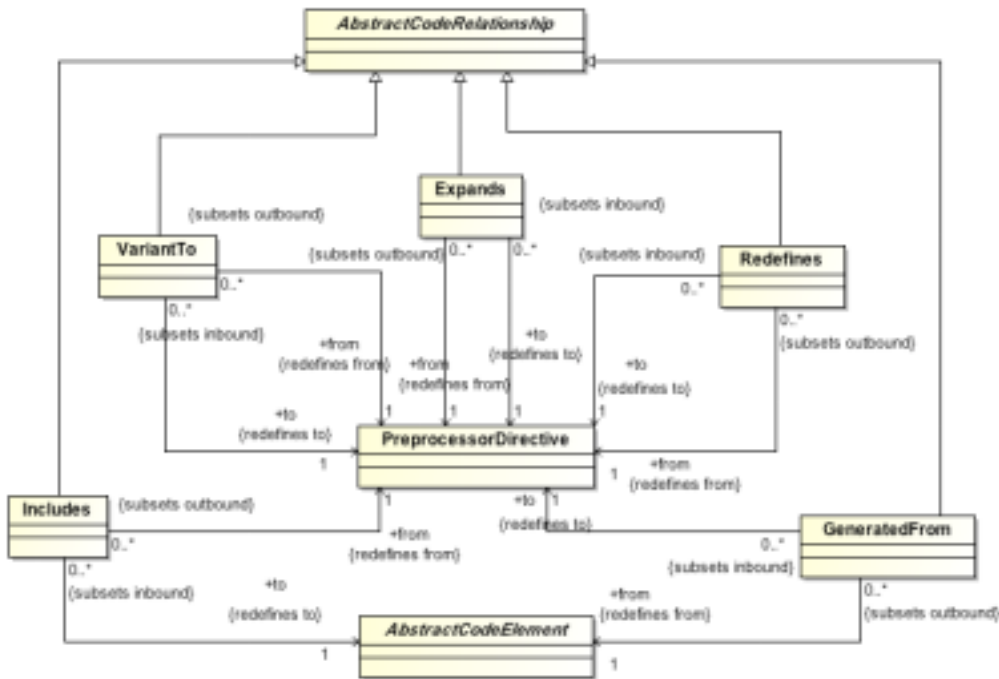 AbstractCodeRelationship
Expands
{subsets inbound}
{subsets outbound}
VariantTo
{subsets outbound}
0..*
0..*
{subsets inbound}
Redefines
0..*
0..*
0..*
0..*
{subsets inbound}
{subsets outbound}
+from
{redefines from}
+to
{redefines to}
+from
{redefines from}
+to
{redefines to}
+to
{redefines to}
1
1
1
1
PreprocessorDirective
1
1
+from
{redefines from}
Includes
{subsets outbound}
1
+to
1
{redefines to}
GeneratedFrom
0..*
+from
{redefines from}
0..*
0..*
{subsets inbound}
{subsets inbound}
+to
{redefines to}
+from
{redefines from}
0..*
{subsets outbound}
AbstractCodeElement
1
1